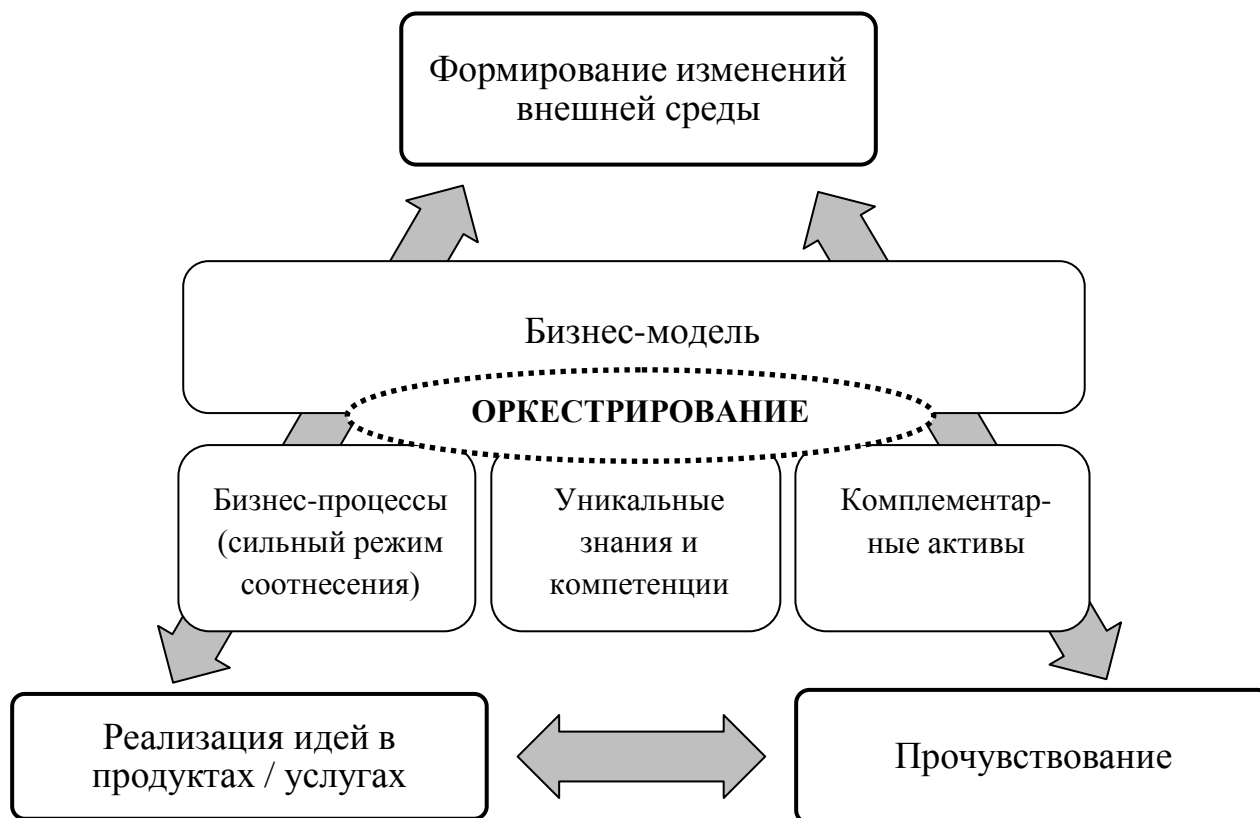 Формирование изменений
внешней среды
Бизнес-модель
ОРКЕСТРИРОВАНИЕ
Бизнес-процессы
(сильный режим
соотнесения)
Уникальные
знания и
компетенции
Комплементар-
ные активы
Реализация идей в
продуктах / услугах
Прочувствование